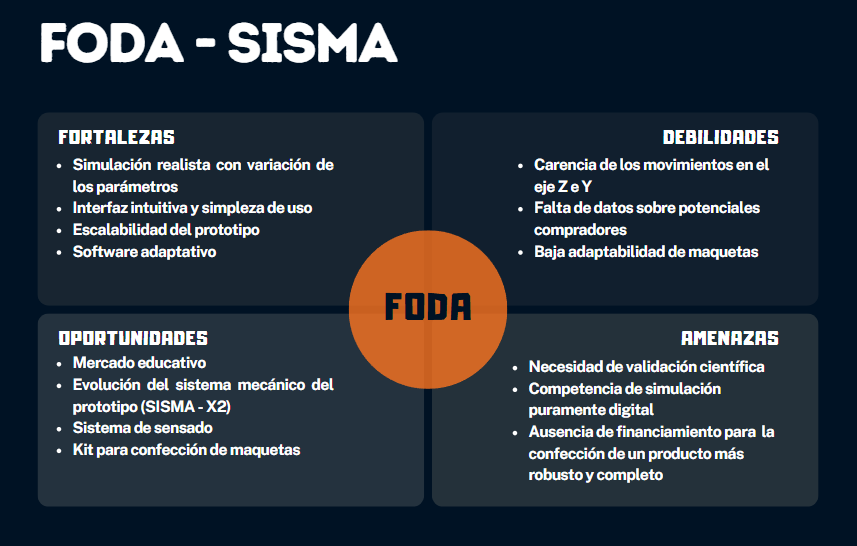 FODA - SISMA
FORTALEZAS
• Simulación realista con variación de
los parámetros
• Interfaz intuitiva y simpleza de uso
• Escalabilidad del prototipo
• Software adaptativo
DEBILIDADES
• Carencia de los movimientos en el
eje Z e Y
• Falta de datos sobre potenciales
compradores
• Baja adaptabilidad de maquetas
FODA
OPORTUNIDADES
• Mercado educativo
• Evolución del sistema mecánico del
prototipo (SISMA - X2)
• Sistema de sensado
• Kit para confección de maquetas
AMENAZAS
• Necesidad de validación científica
• Competencia de simulación
puramente digital
• Ausencia de financiamiento para la
confección de un producto más
robusto y completo